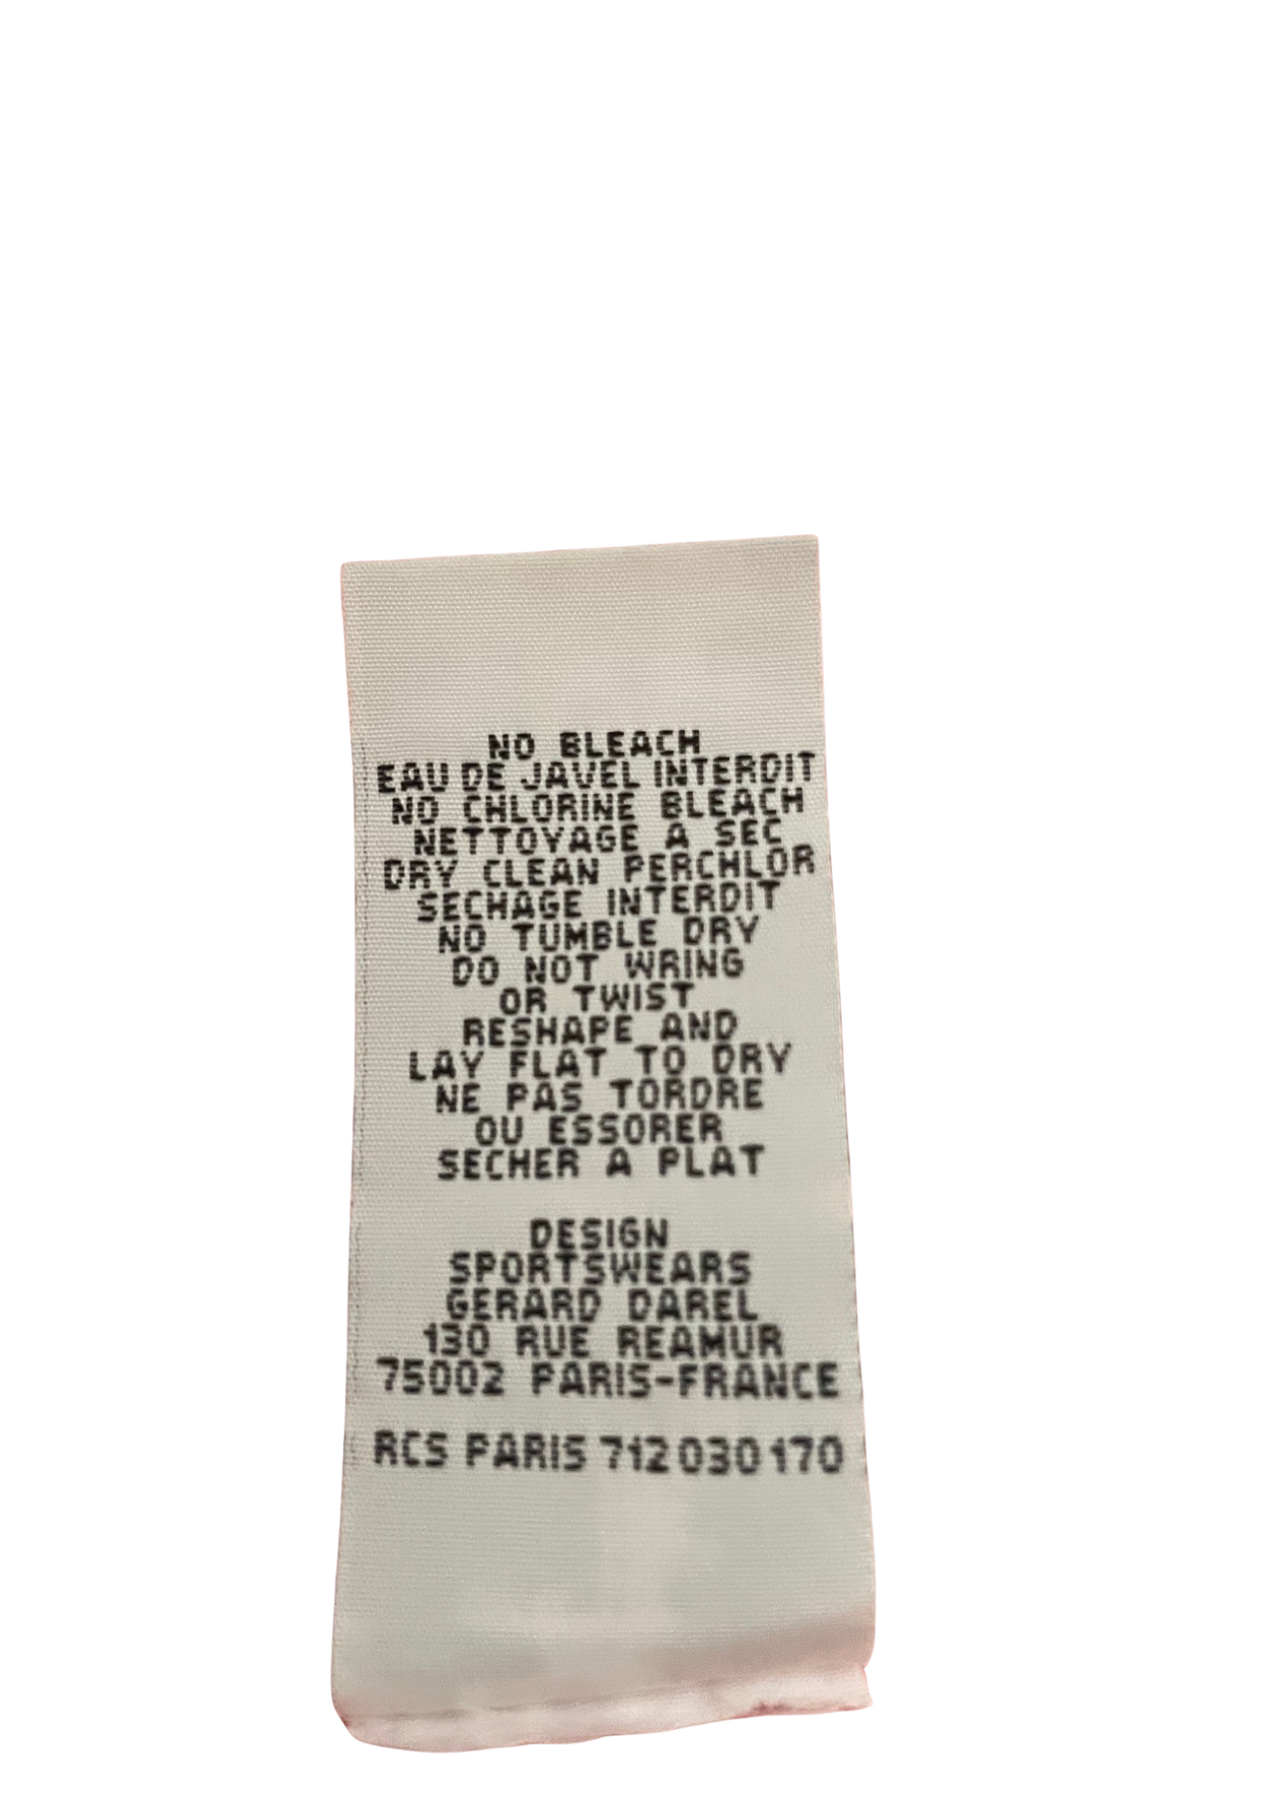 NO BLEACH
EAU DE JAVEL INTERDIT
NO CHLORINE BLEACH
NETTOYAGE A SEC
DRY CLEAN PERCHLOR
SECHAGE INTERDIT
NO TUMBLE DRY
DO NOT WRING
OR TWIST
RESHAPE AND
LAY FLAT TO DRY
NE PAS TORDRE
OU ESSORER
SECHER A PLAT
DESIGN
SPORTSWEARS
GERARD DAREL
130 RUE REAMUR
75002 PARIS-FRANCE
RCS PARIS 712 030 170